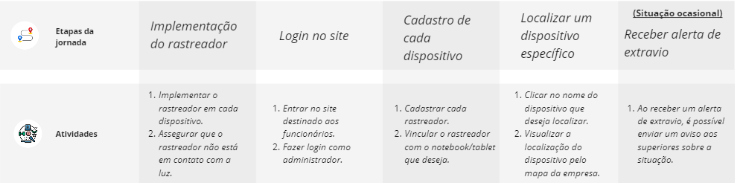 Etapas da
jornada
Implementação
do rastreador
Login no site
Cadastro de
cada
dispositivo
Localizar um
dispositivo
específico
(Situação ocasional)
Receber alerta de
extravio
Atividades
1. Implementar o
rastreador em cada
dispositivo.
2. Assegurar que o
rastreador não está
em contato com a
luz.
1. Entrar no site
destinado aos
funcionários.
2. Fazer login como
administrador.
1. Cadastrar cada
rastreador.
2. Vincular o rastreador
com o notebook/tablet
que deseja.
1. Clicar no nome do
dispositivo que
deseja localizar.
2. Visualizar a
localização do
dispositivo pelo
mapa da empresa.
1. Ao receber um alerta
de extravio, é possível
enviar um aviso aos
superiores sobre a
situação.